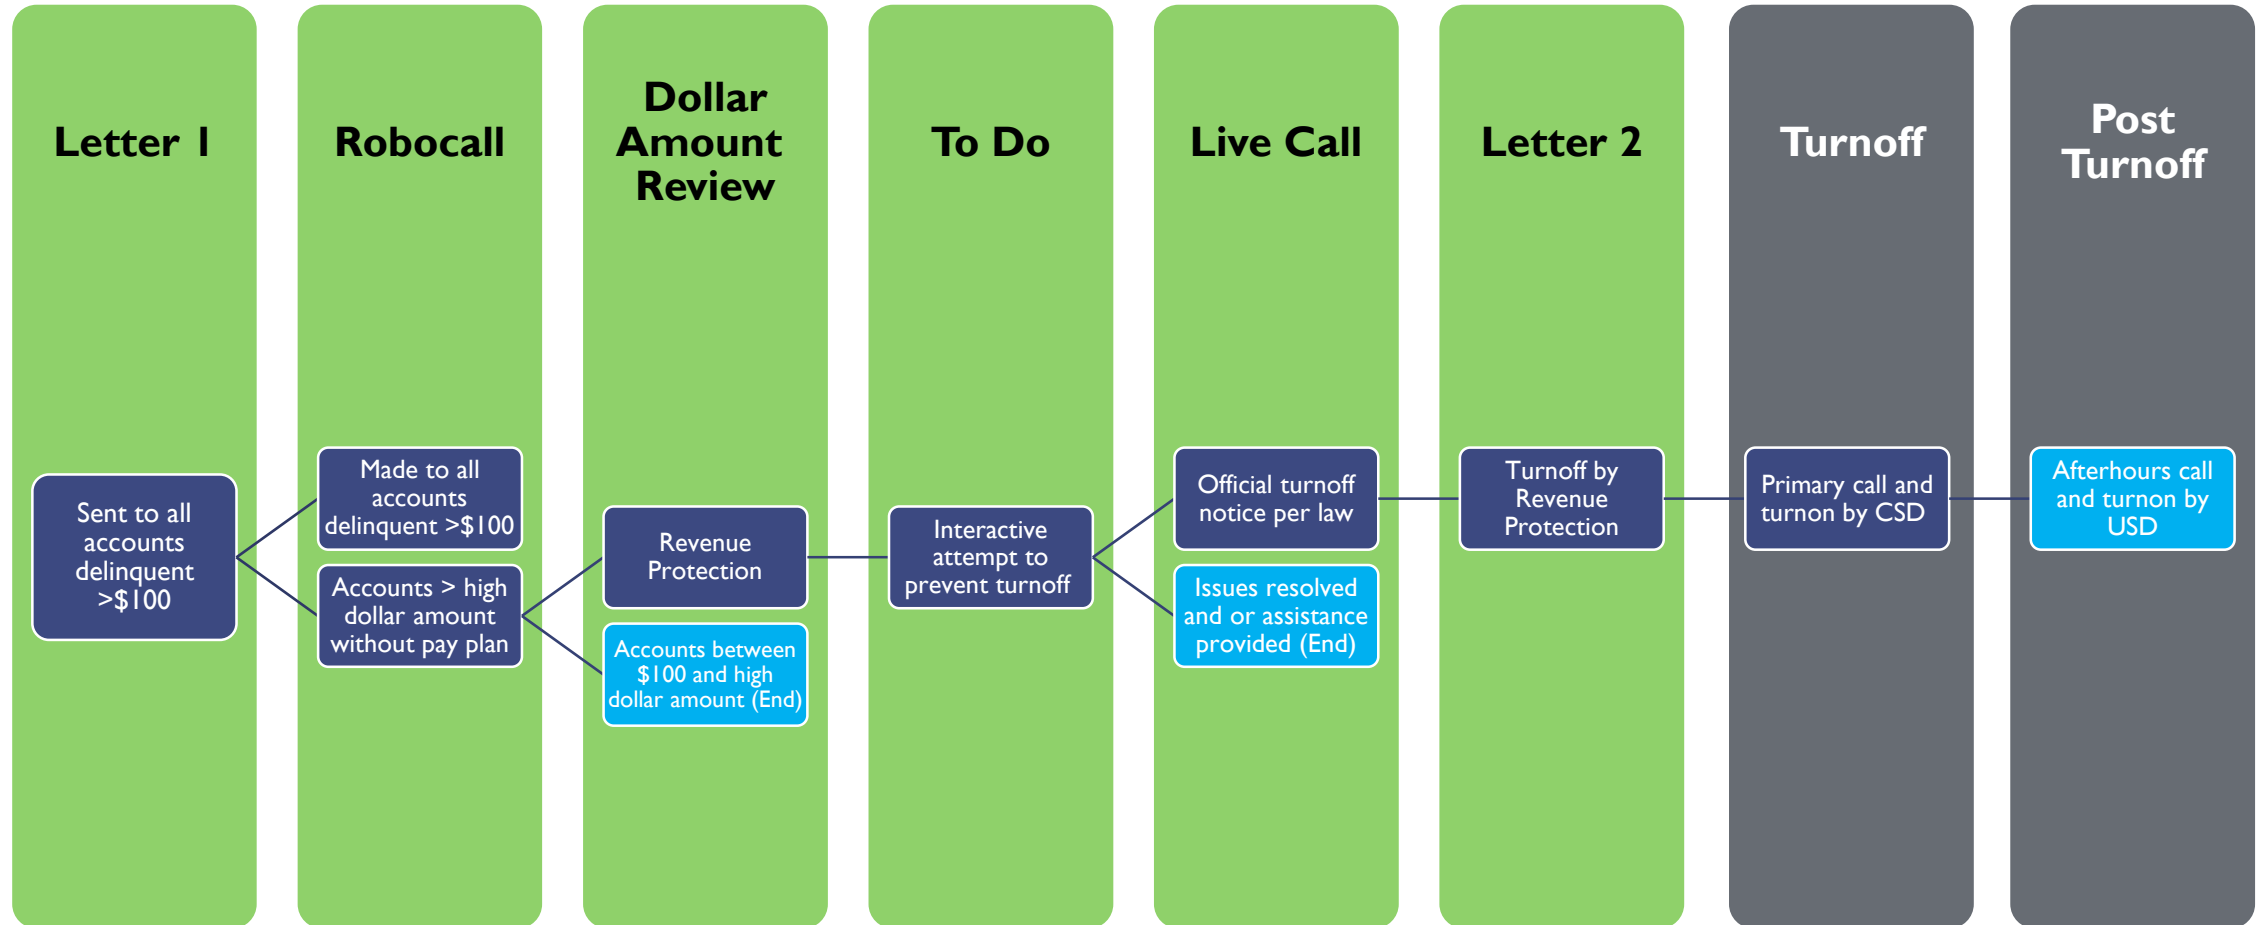 Letter 1
Robocall
Dollar
Amount
Review
To Do
Live Call
Letter 2
Turnoff
Post
Turnoff
Sent to all
accounts
delinquent
>$100
Made to all
accounts
delinquent >$100
Accounts > high
dollar amount
without pay plan
Revenue
Protection
Accounts between
$100 and high
dollar amount (End)
Interactive
attempt to
prevent turnoff
Official turnoff
notice per law
Issues resolved
and or assistance
provided (End)
Turnoff by
Revenue
Protection
Primary call and
turnon by CSD
Afterhours call
and turnon by
USD